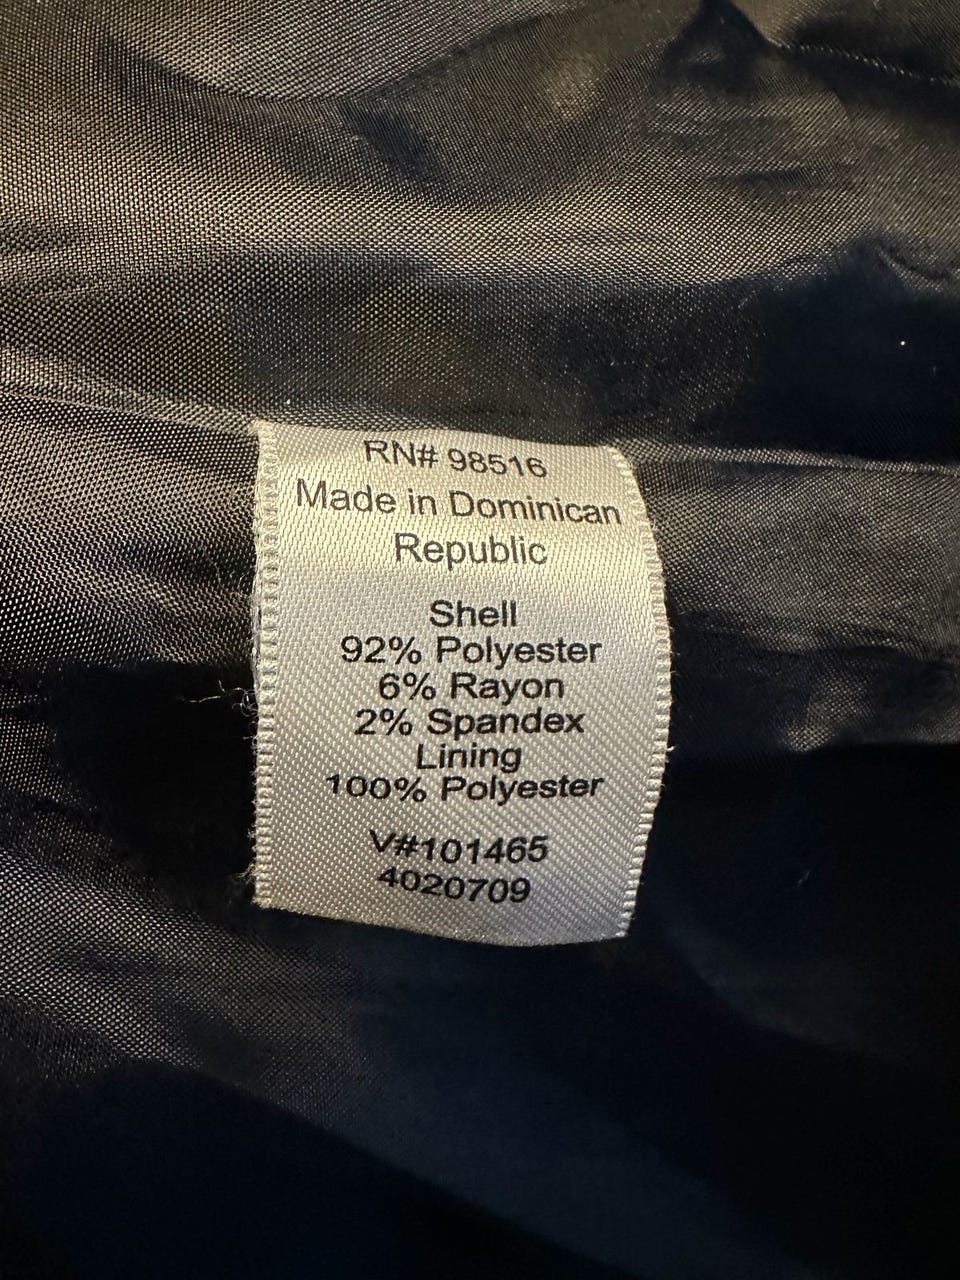 RN# 98516
Made in Dominican
Republic
Shell
92% Polyester
6% Rayon
2% Spandex
Lining
100% Polyester
V#101465
4020709